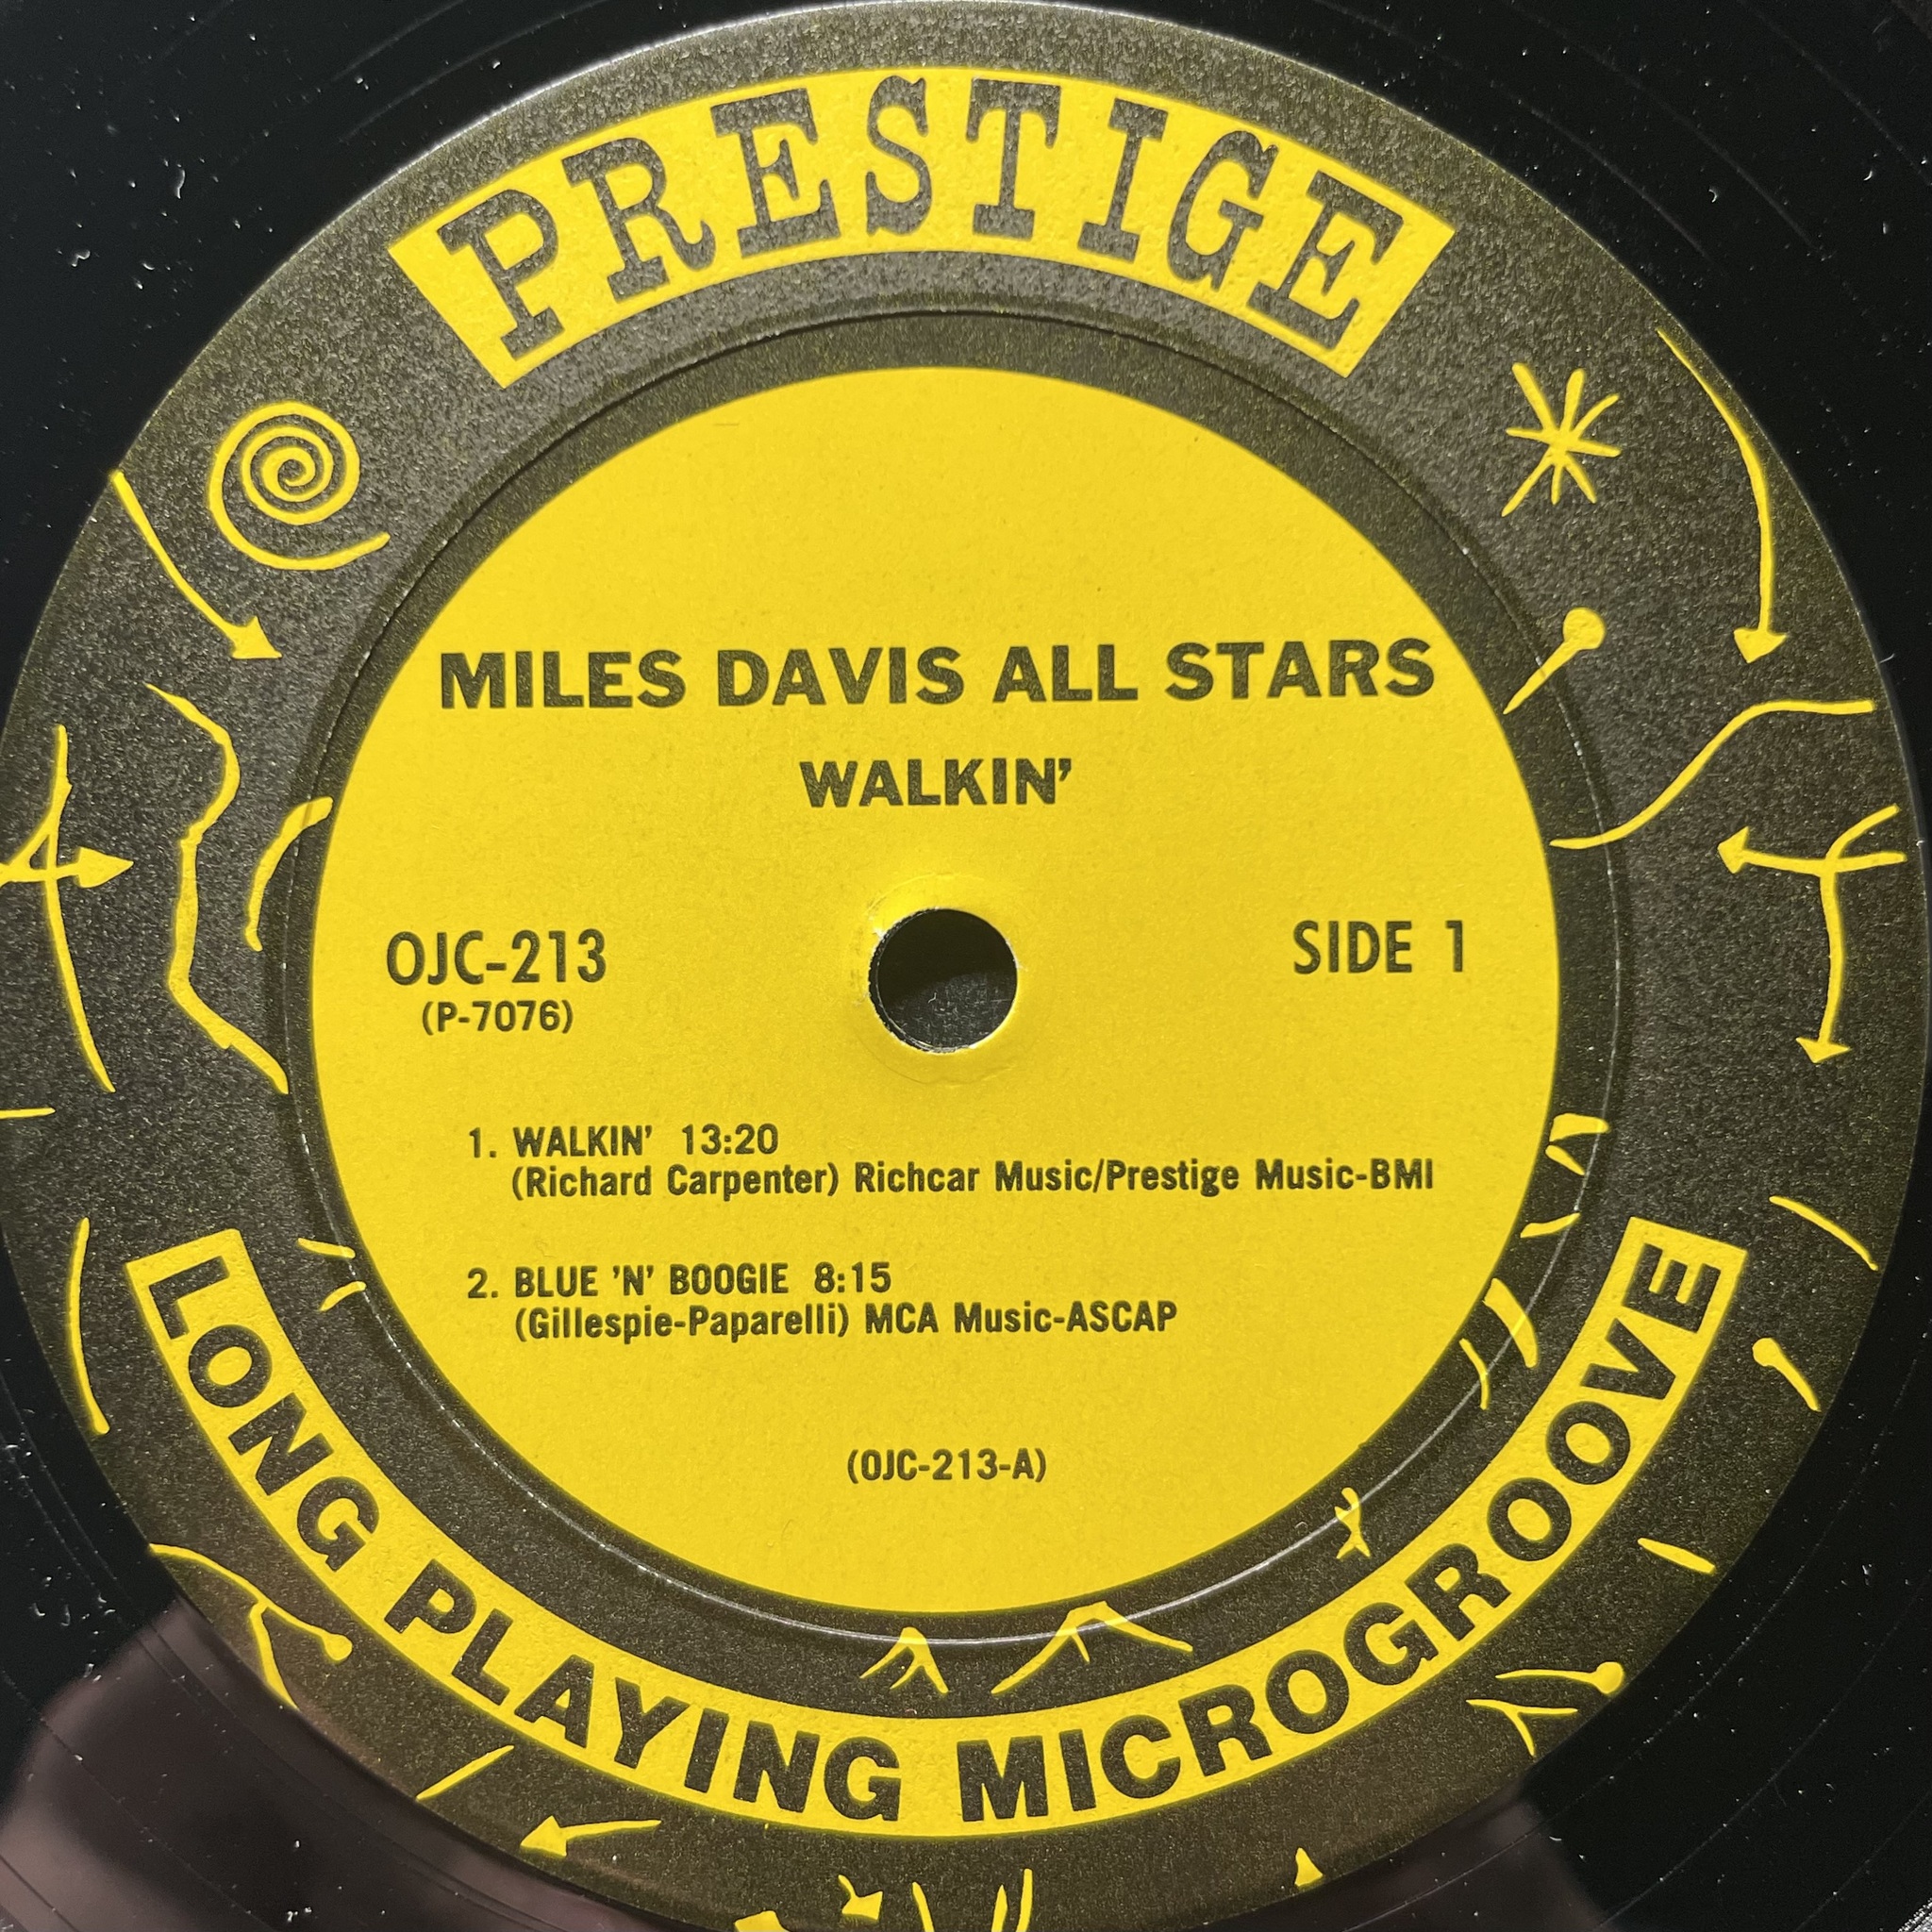 PRESTIGE
MILES DAVIS ALL STARS
WALKIN'
OJC-213
(P-7076)
SIDE 1
1. WALKIN' 13:20
(Richard Carpenter) Richcar Music/Prestige Music-BMI
2. BLUE 'N' BOOGIE 8:15
(Gillespie-Paparelli) MCA Music-ASCAP
(OJC-213-A)
LONG PLAYING MICROGROOVE